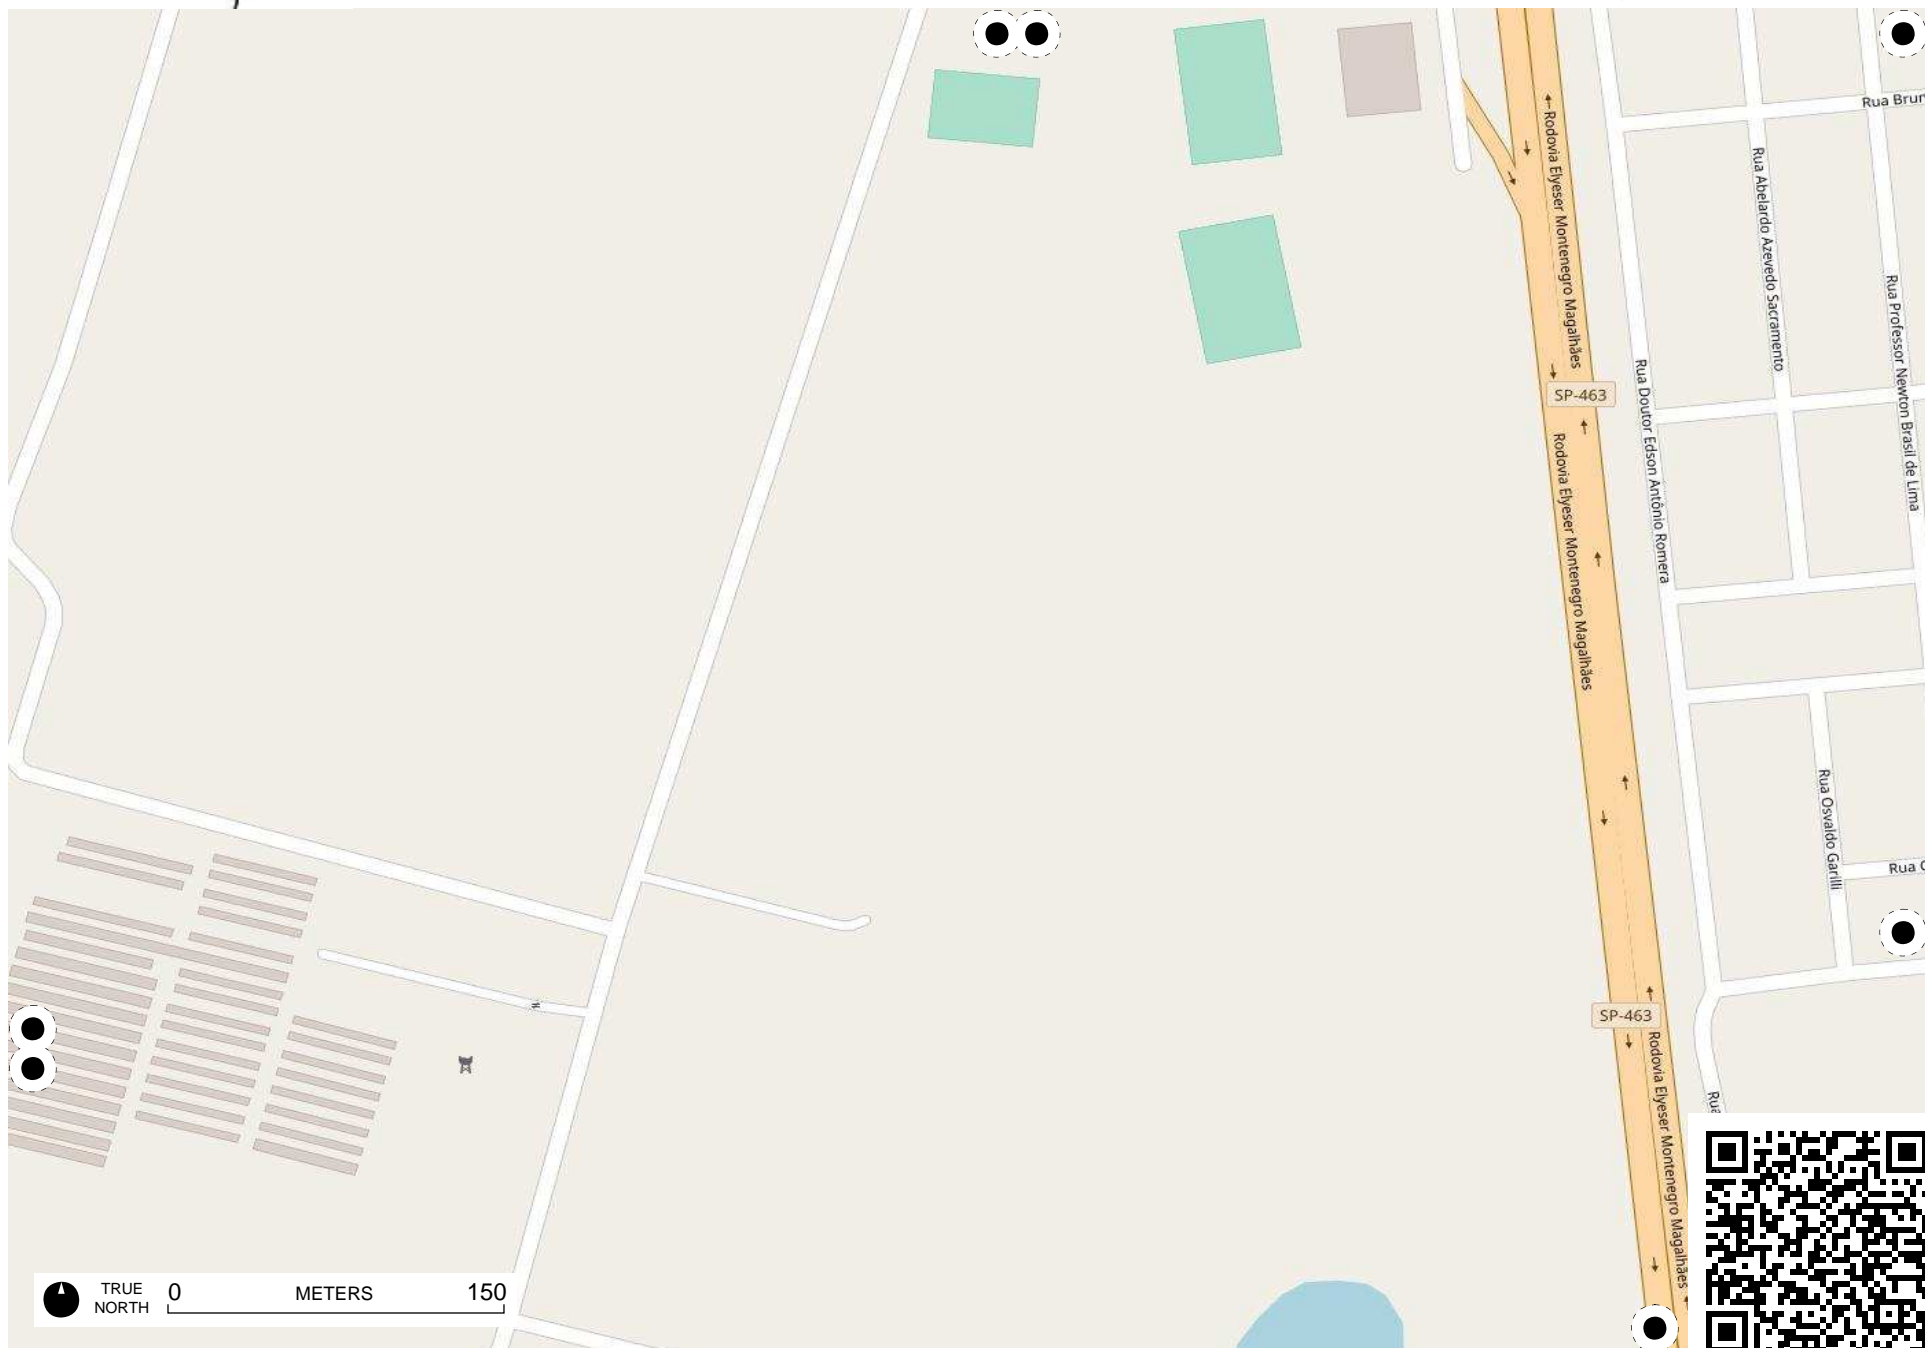 Rua Brun
Rodovia Elyeser Montenegro Magalhães
Rua Abelardo Azevedo Sacramento
Rua Professor Newton Brasil de Lima
Rua Doutor Edson Antônio Romera
SP-463
Rodovia Elyeser Montenegro Magalhães
Rua Osvaldo Garilli
Rua
SP-463
Rodovia Elyeser Montenegro Magalhães
Rua
TRUE NORTH
0 METERS 150